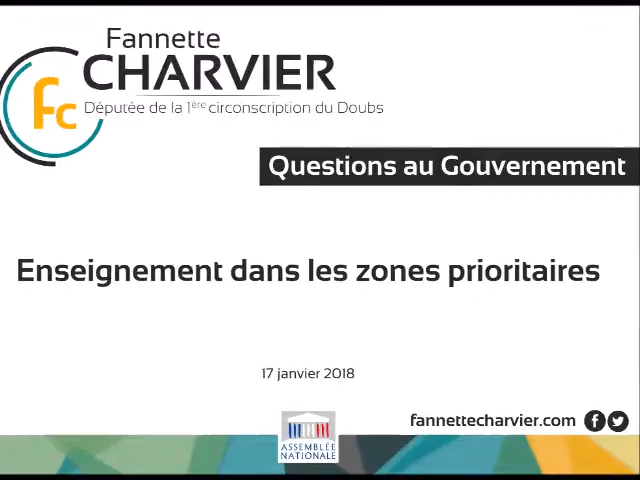 Fannette
CHARVIER
Fc
Députée de la 1ère circonscription du Doubs
Questions au Gouvernement
Enseignement dans les zones prioritaires
17 janvier 2018
fannettecharvier.com
ASSEMBLÉE
NATIONALE